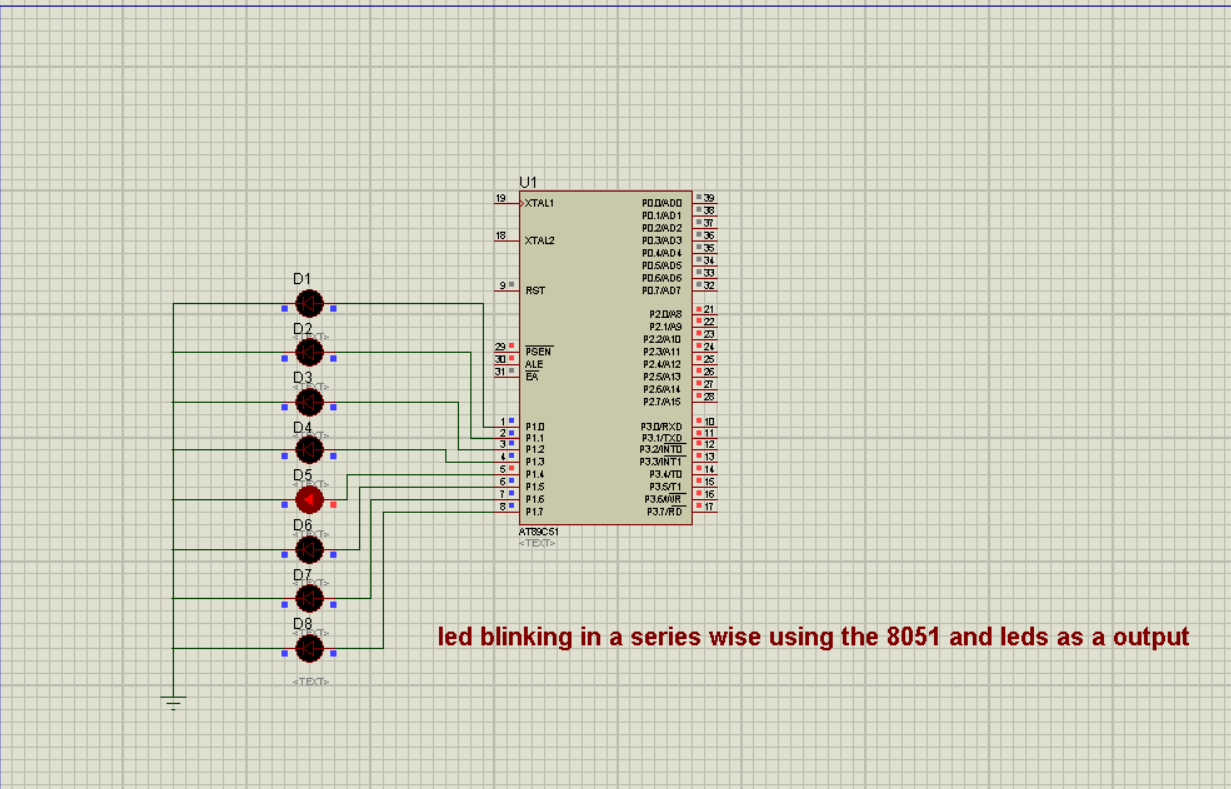 U1
19 XTAL1 P0.0/AD0 39
P0.1/AD1 38
P0.2/AD2 37
18 XTAL2 P0.3/AD3 36
P0.4/AD4 35
P0.5/AD5 34
P0.6/AD6 33
9 RST P0.7/AD7 32
P2.0/A8 21
P2.1/A9 22
P2.2/A10 23
29 PSEN P2.3/A11 24
30 ALE P2.4/A12 25
31 EA P2.5/A13 26
P2.6/A14 27
P2.7/A15 28
1 P1.0 P3.0/RXD 10
2 P1.1 P3.1/TXD 11
3 P1.2 P3.2/INT0 12
4 P1.3 P3.3/INT1 13
5 P1.4 P3.4/T0 14
6 P1.5 P3.5/T1 15
7 P1.6 P3.6/WR 16
8 P1.7 P3.7/RD 17
AT89C51
<TEXT>
D1
<TEXT>
D2
<TEXT>
D3
<TEXT>
D4
<TEXT>
D5
<TEXT>
D6
<TEXT>
D7
<TEXT>
D8
<TEXT>
led blinking in a series wise using the 8051 and leds as a output